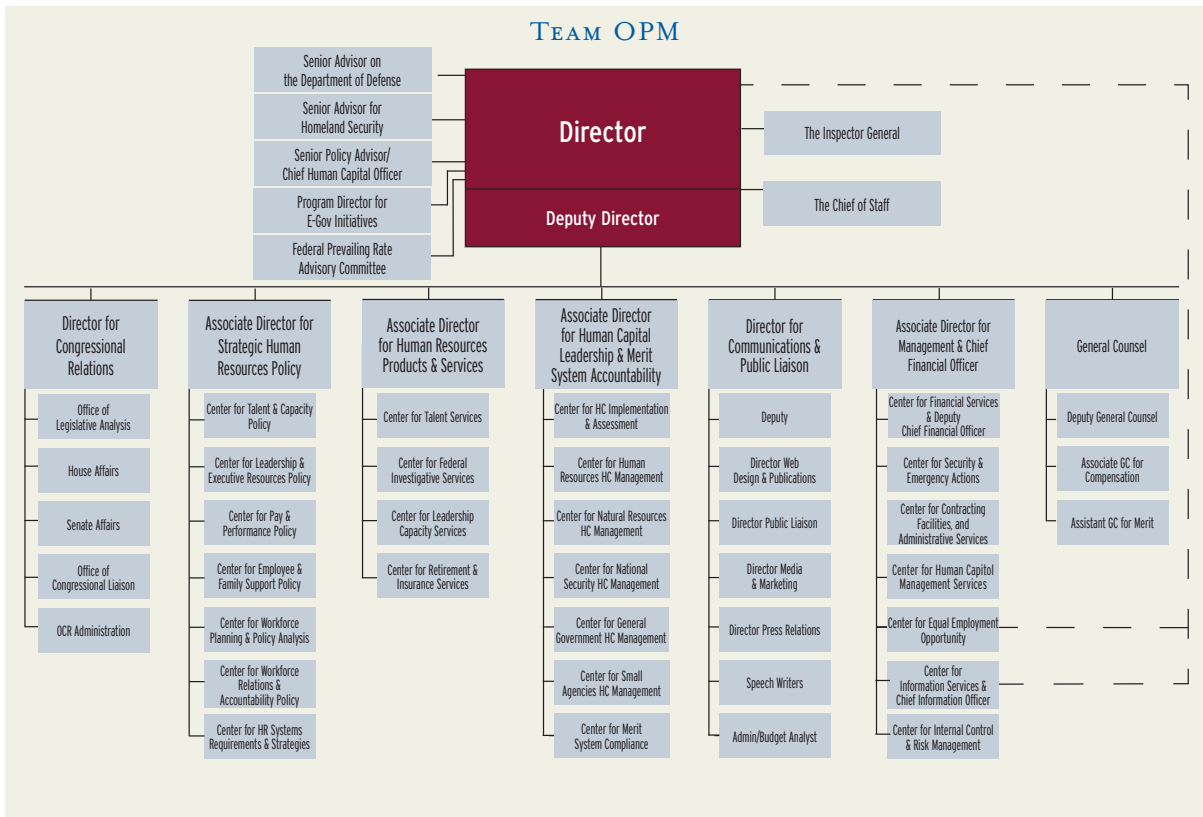 TEAM OPM
Senior Advisor on
the Department of Defense
Senior Advisor for
Homeland Security
Senior Policy Advisor/
Chief Human Capital Officer
Program Director for
E-Gov Initiatives
Federal Prevailing Rate
Advisory Committee
Director
Deputy Director
The Inspector General
The Chief of Staff
Director for
Congressional
Relations
Office of
Legislative Analysis
House Affairs
Senate Affairs
Office of
Congressional Liaison
OCR Administration
Associate Director for
Strategic Human
Resources Policy
Center for Talent & Capacity
Policy
Center for Leadership &
Executive Resources Policy
Center for Pay &
Performance Policy
Center for Employee &
Family Support Policy
Center for Workforce
Planning & Policy Analysis
Center for Workforce
Relations &
Accountability Policy
Center for HR Systems
Requirements & Strategies
Associate Director
for Human Resources
Products & Services
Center for Talent Services
Center for Federal
Investigative Services
Center for Leadership
Capacity Services
Center for Retirement &
Insurance Services
Associate Director
for Human Capital
Leadership & Merit
System Accountability
Center for HC Implementation
& Assessment
Center for Human
Resources HC Management
Center for Natural Resources
HC Management
Center for National
Security HC Management
Center for General
Government HC Management
Center for Small
Agencies HC Management
Center for Merit
System Compliance
Director for
Communications &
Public Liaison
Deputy
Director Web
Design & Publications
Director Public Liaison
Director Media
& Marketing
Director Press Relations
Speech Writers
Admin/Budget Analyst
Associate Director for
Management & Chief
Financial Officer
Center for Financial Services
& Deputy
Chief Financial Officer
Center for Security &
Emergency Actions
Center for Contracting
Facilities, and
Administrative Services
Center for Human Capitol
Management Services
Center for Equal Employment
Opportunity
Center for
Information Services &
Chief Information Officer
Center for Internal Control
& Risk Management
General Counsel
Deputy General Counsel
Associate GC for
Compensation
Assistant GC for Merit